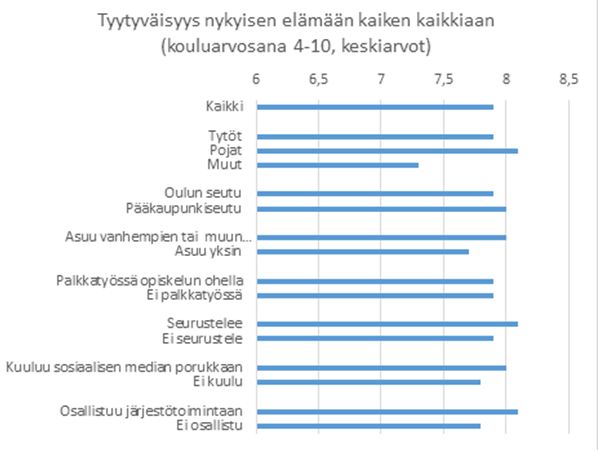 Tyytyväisyys nykyisen elämään kaiken kaikkiaan
(kouluarvosana 4-10, keskiarvot)
6 6,5 7 7,5 8 8,5
Kaikki
Tytöt
Pojat
Muut
Oulun seutu
Pääkaupunkiseutu
Asuu vanhempien tai muun...
Asuu yksin
Palkkatyössä opiskelun ohella
Ei palkkatyössä
Seurustelee
Ei seurustele
Kuuluu sosiaalisen median porukkaan
Ei kuulu
Osallistuu järjestötoimintaan
Ei osallistu